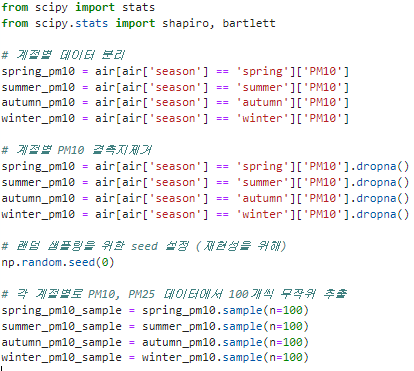 from scipy import stats
from scipy.stats import shapiro, bartlett
# 계절별 데이터 분리
spring_pm10 = air[air['season'] == 'spring']['PM10']
summer_pm10 = air[air['season'] == 'summer']['PM10']
autumn_pm10 = air[air['season'] == 'autumn']['PM10']
winter_pm10 = air[air['season'] == 'winter']['PM10']
# 계절별 PM10 결측치제거
spring_pm10 = air[air['season'] == 'spring']['PM10'].dropna()
summer_pm10 = air[air['season'] == 'summer']['PM10'].dropna()
autumn_pm10 = air[air['season'] == 'autumn']['PM10'].dropna()
winter_pm10 = air[air['season'] == 'winter']['PM10'].dropna()
# 랜덤 샘플링을 위한 seed 설정 (재현성을 위해)
np.random.seed(0)
# 각 계절별로 PM10, PM25 데이터에서 100개씩 무작위 추출
spring_pm10_sample = spring_pm10.sample(n=100)
summer_pm10_sample = summer_pm10.sample(n=100)
autumn_pm10_sample = autumn_pm10.sample(n=100)
winter_pm10_sample = winter_pm10.sample(n=100)